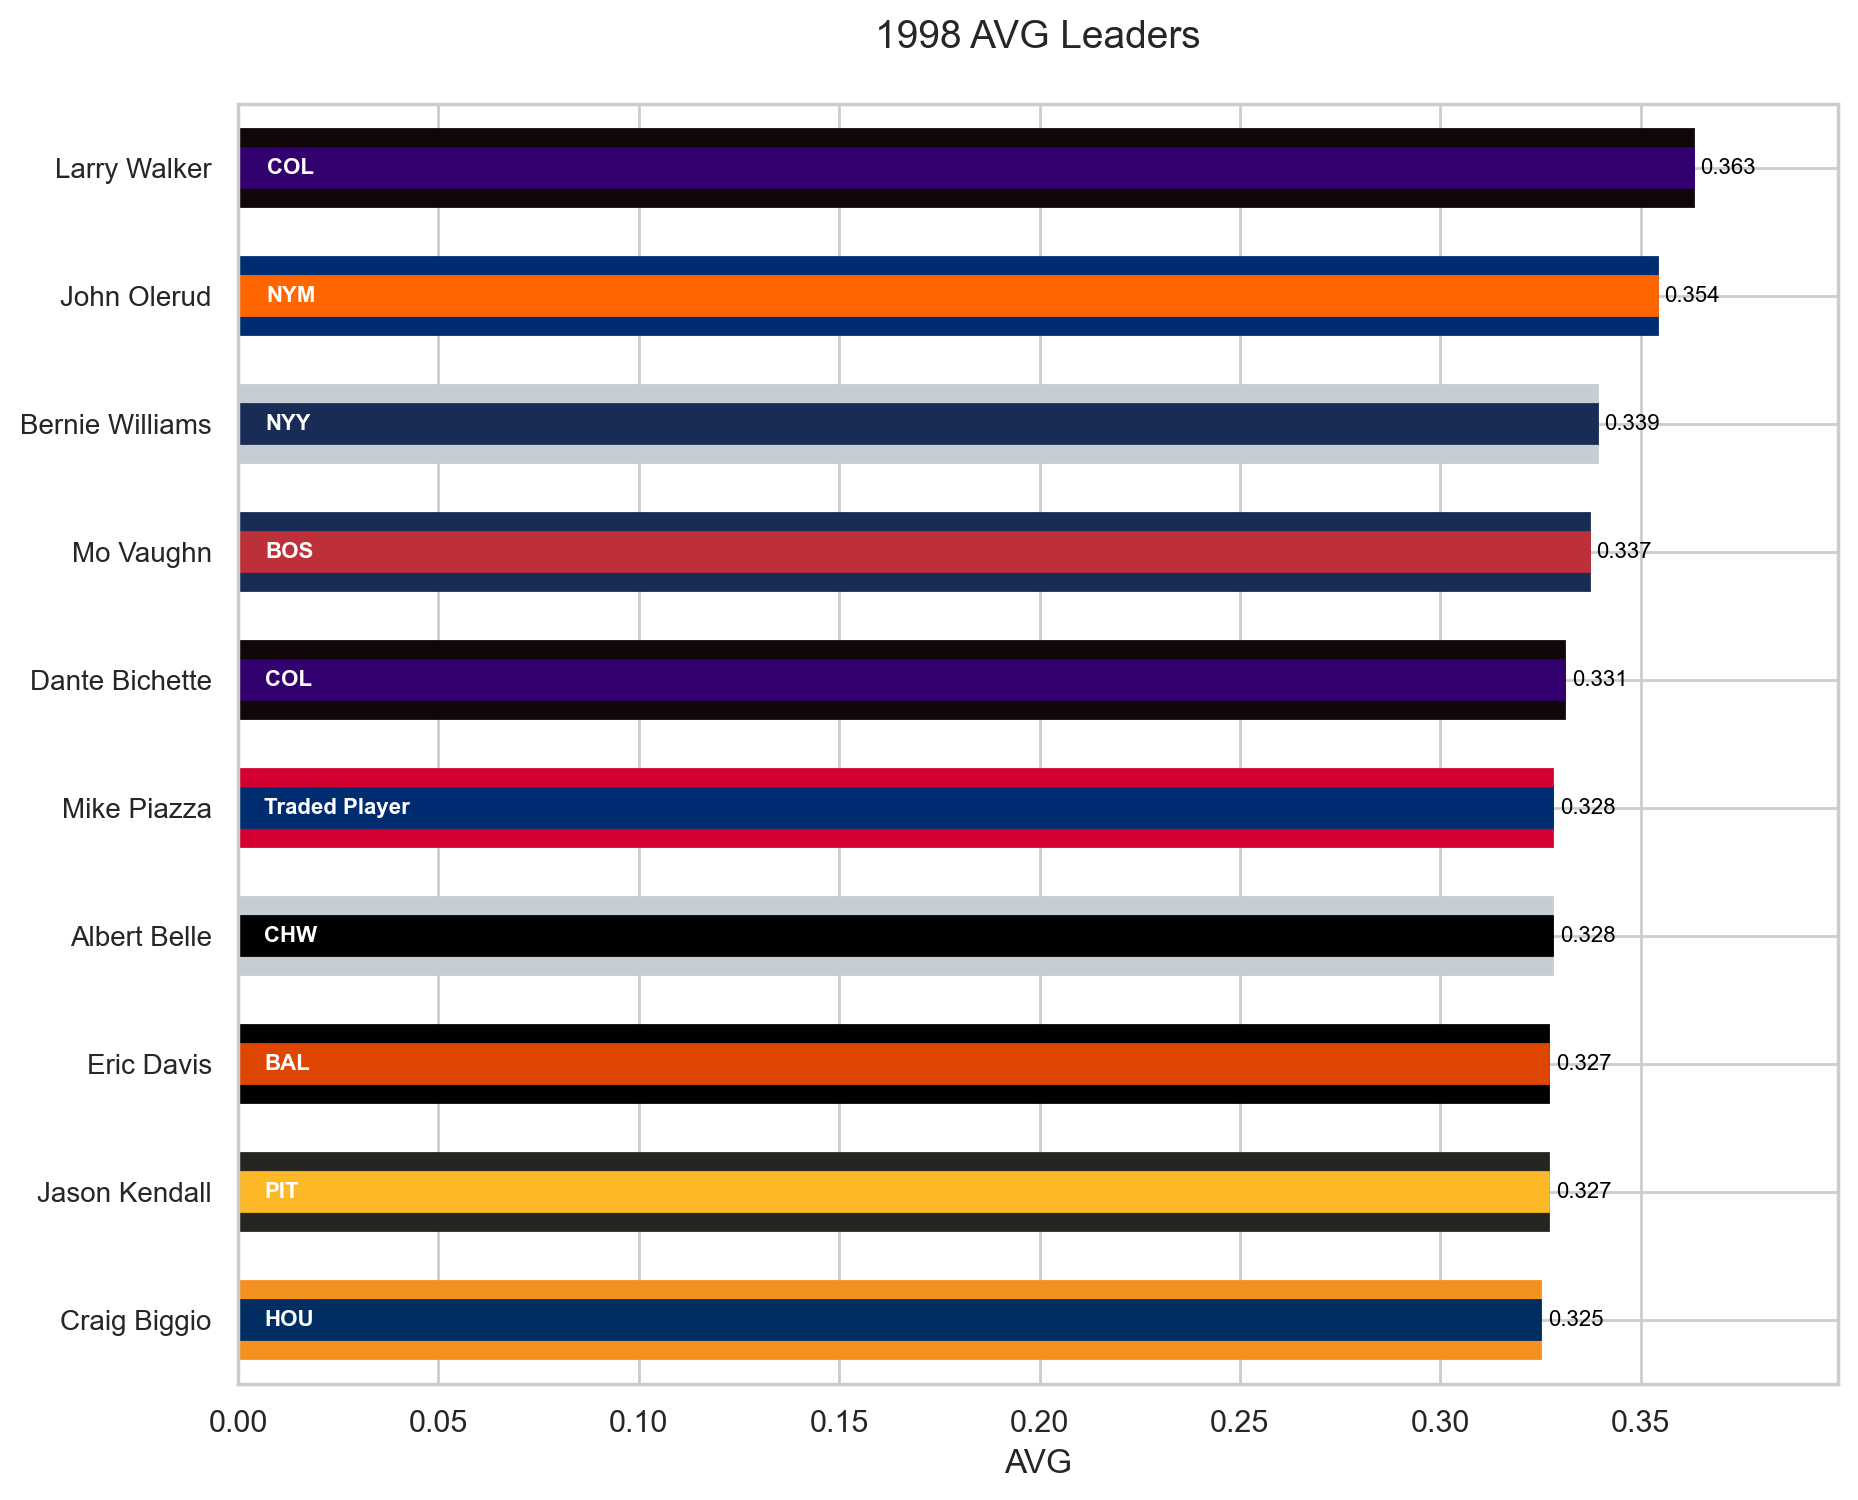 1998 AVG Leaders
Larry Walker COL 0.363
John Olerud NYM 0.354
Bernie Williams NYY 0.339
Mo Vaughn BOS 0.337
Dante Bichette COL 0.331
Mike Piazza Traded Player 0.328
Albert Belle CHW 0.328
Eric Davis BAL 0.327
Jason Kendall PIT 0.327
Craig Biggio HOU 0.325
0.00 0.05 0.10 0.15 0.20 0.25 0.30 0.35
AVG